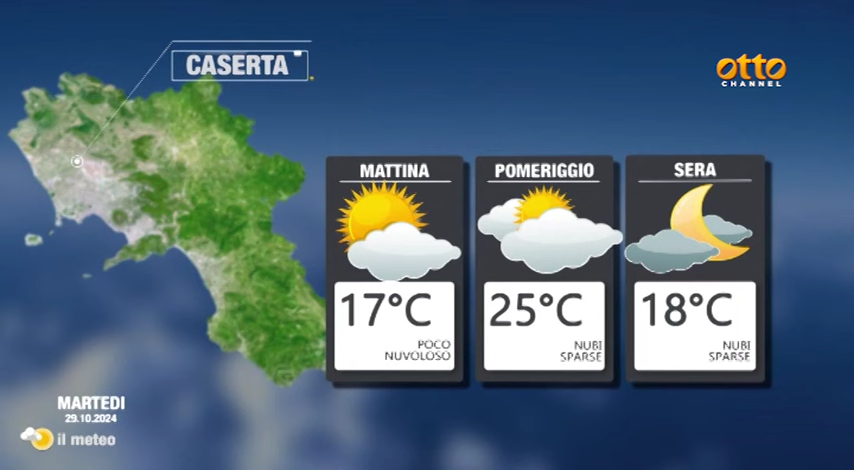 CASERTA
otto
CHANNEL
MATTINA
17°C
POCO
NUVOLOSO
POMERIGGIO
25°C
NUBI
SPARSE
SERA
18°C
NUBI
SPARSE
MARTEDI
29.10.2024
il meteo